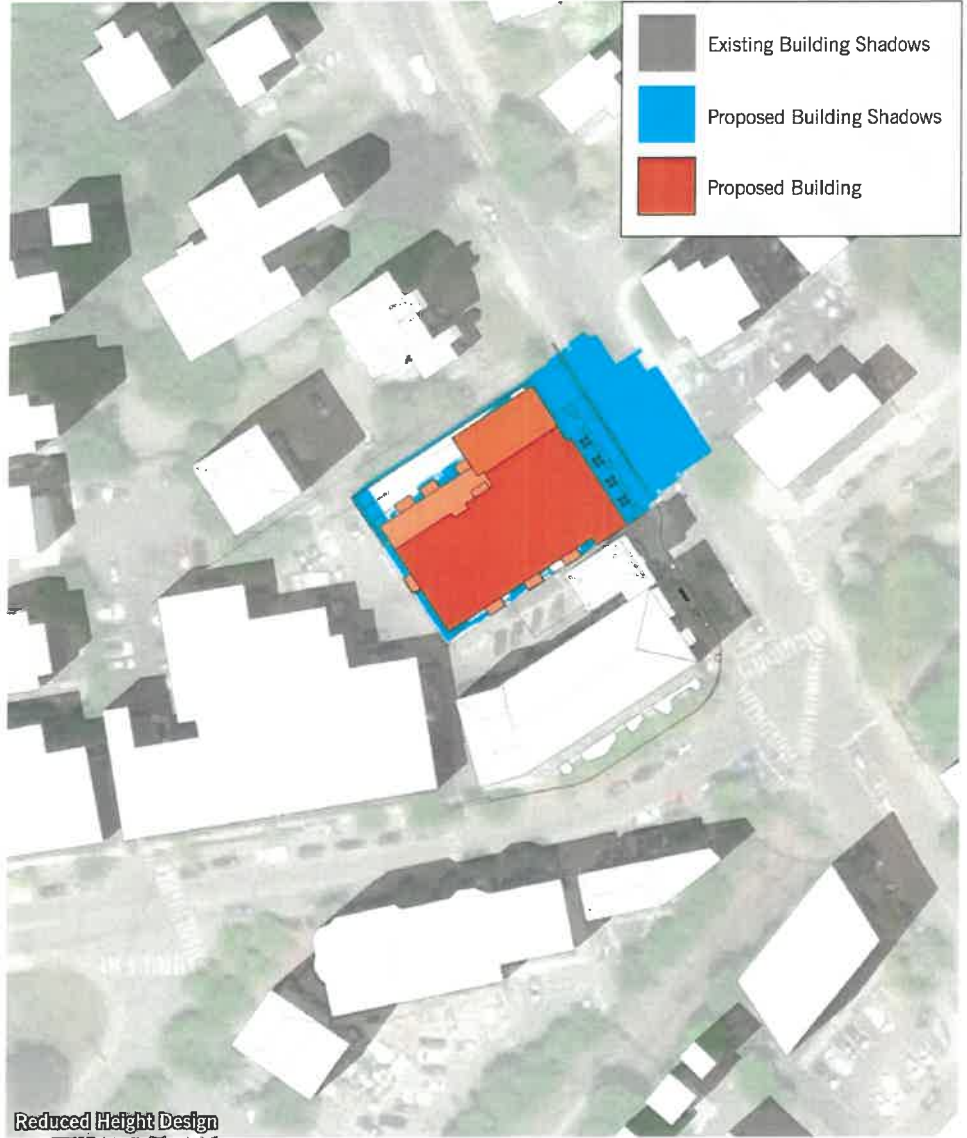 Existing Building Shadows
Proposed Building Shadows
Proposed Building
Reduced Height Design